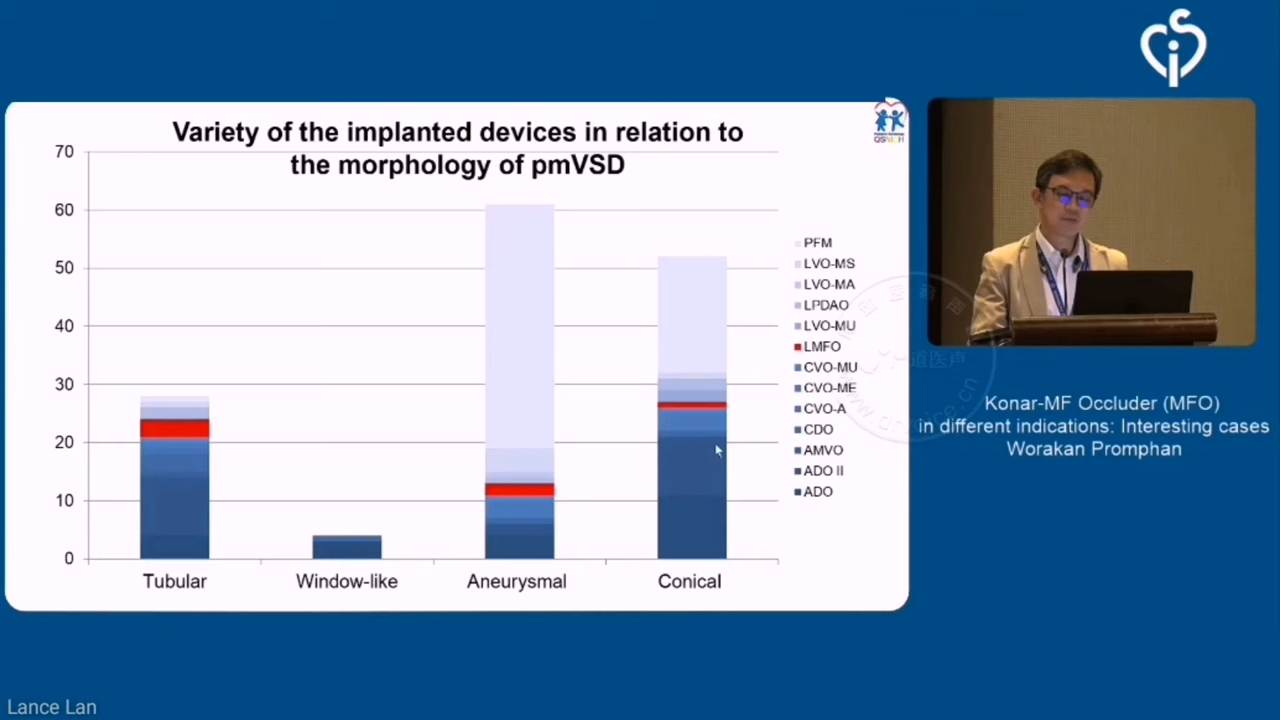 Variety of the implanted devices in relation to
the morphology of pmVSD
70
60
50
40
30
20
10
0
Tubular
Window-like
Aneurysmal
Conical
PFM
LVO-MS
LVO-MA
LPDAO
LVO-MU
LMFO
CVO-MU
CVO-ME
CVO-A
CDO
AMVO
ADO II
ADO
Konar-MF Occluder (MFO)
in different indications: Interesting cases
Worakan Promphan
Lance Lan